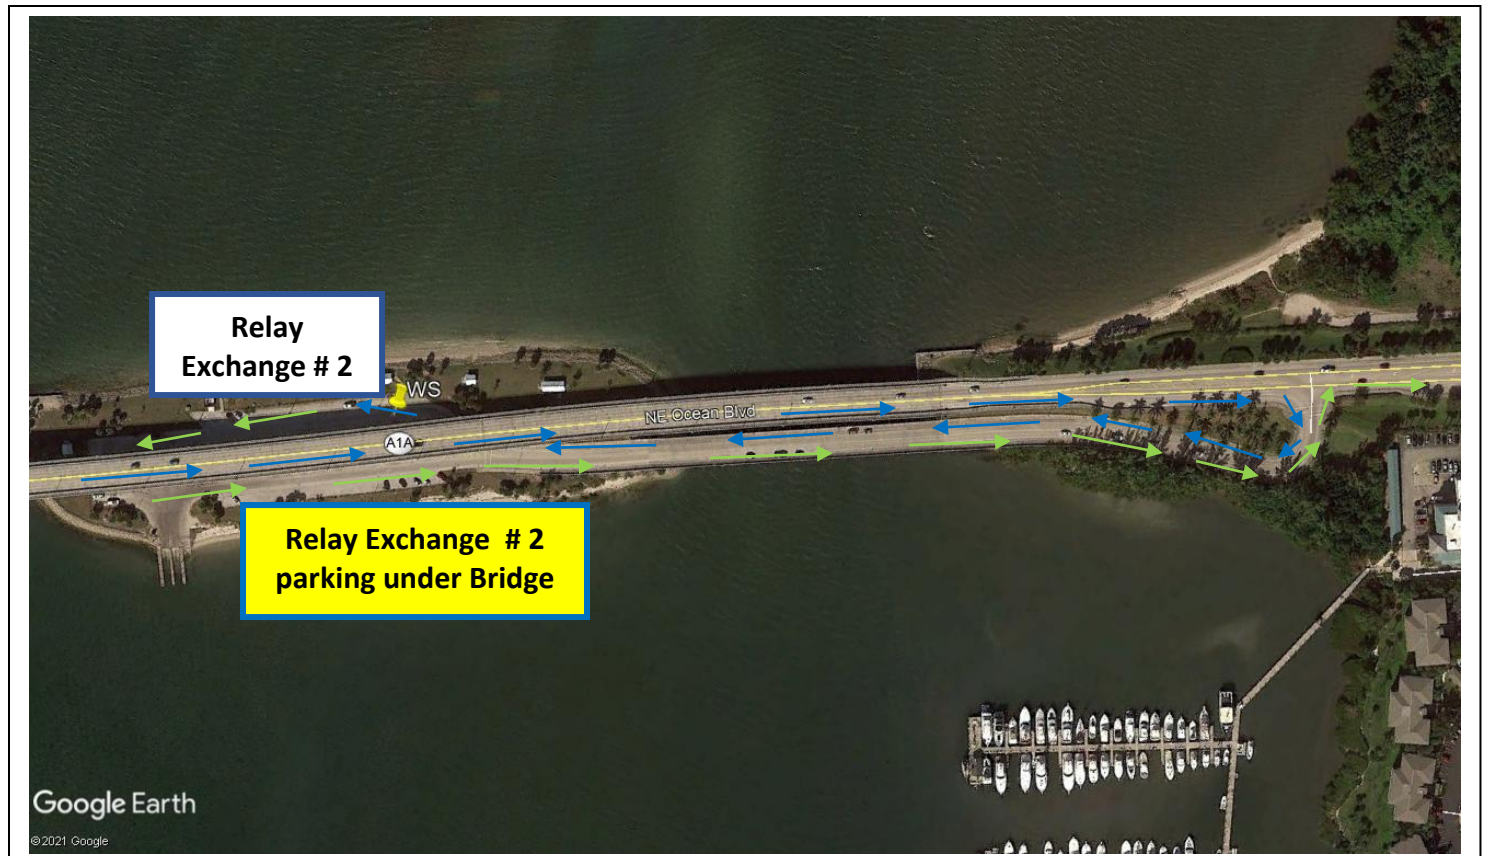 Relay
Exchange # 2
WS
NE Ocean Blvd
A1A
Relay Exchange  # 2
parking under Bridge
Google Earth
©2021 Google